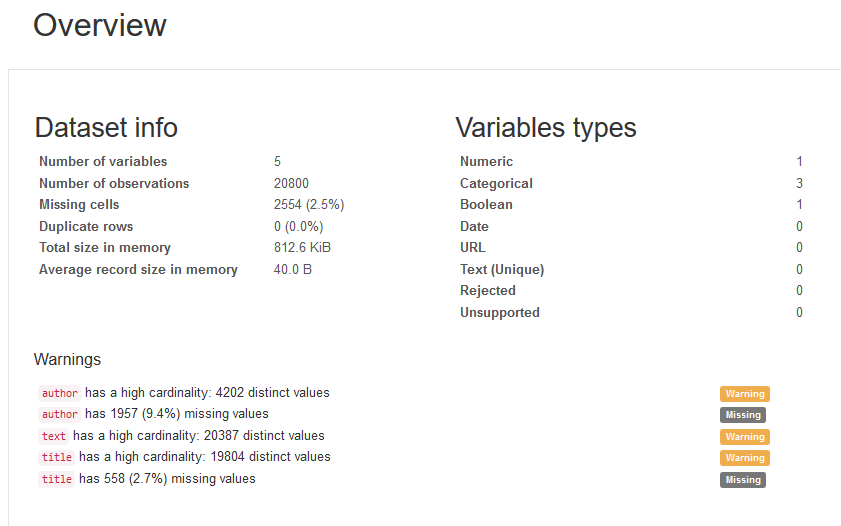 Overview
Dataset info
Number of variables 5
Number of observations 20800
Missing cells 2554 (2.5%)
Duplicate rows 0 (0.0%)
Total size in memory 812.6 KiB
Average record size in memory 40.0 B
Variables types
Numeric 1
Categorical 3
Boolean 1
Date 0
URL 0
Text (Unique) 0
Rejected 0
Unsupported 0
Warnings
author has a high cardinality: 4202 distinct values Warning
author has 1957 (9.4%) missing values Missing
text has a high cardinality: 20387 distinct values Warning
title has a high cardinality: 19804 distinct values Warning
title has 558 (2.7%) missing values Missing